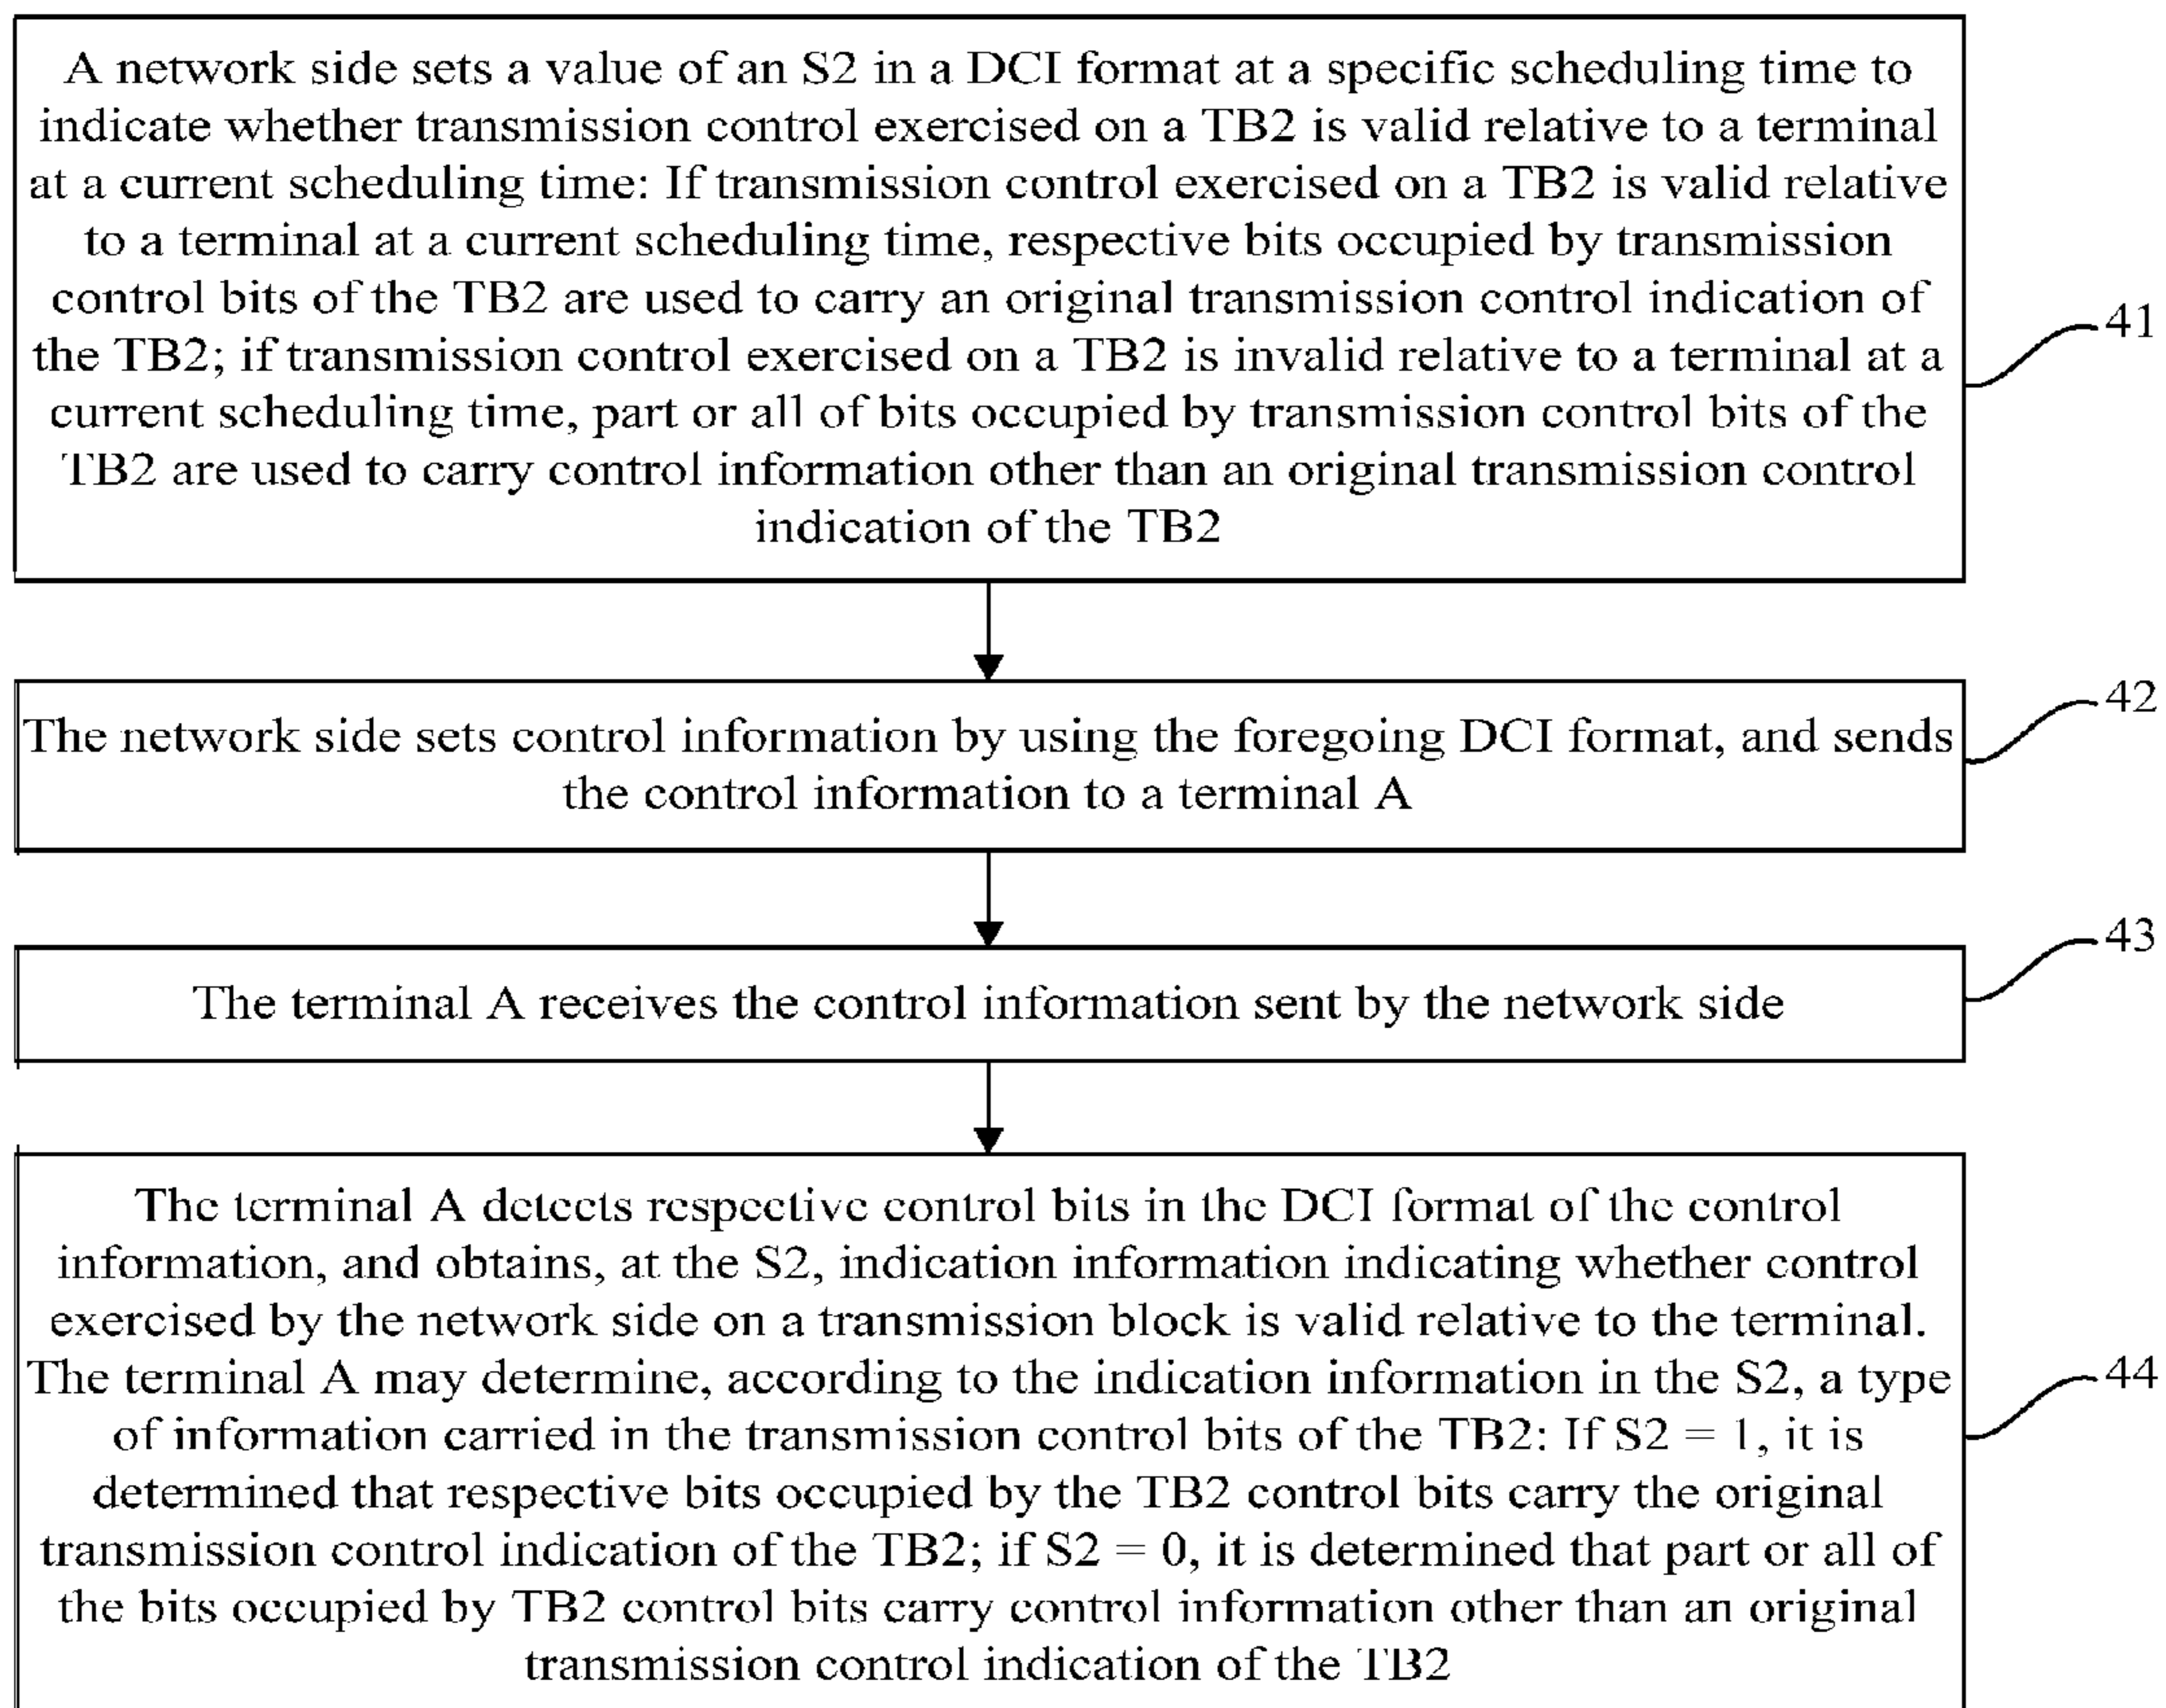 A network side sets a value of an S2 in a DCI format at a specific scheduling time to
indicate whether transmission control exercised on a TB2 is valid relative to a terminal
at a current scheduling time: If transmission control exercised on a TB2 is valid relative
to a terminal at a current scheduling time, respective bits occupied by transmission
control bits of the TB2 are used to carry an original transmission control indication of
the TB2; if transmission control exercised on a TB2 is invalid relative to a terminal at a
current scheduling time, part or all of bits occupied by transmission control bits of the
TB2 are used to carry control information other than an original transmission control
indication of the TB2
41
The network side sets control information by using the foregoing DCI format, and sends
the control information to a terminal A
42
The terminal A receives the control information sent by the network side
43
The terminal A detects respective control bits in the DCI format of the control
information, and obtains, at the S2, indication information indicating whether control
exercised by the network side on a transmission block is valid relative to the terminal.
The terminal A may determine, according to the indication information in the S2, a type
of information carried in the transmission control bits of the TB2: If S2 = 1, it is
determined that respective bits occupied by the TB2 control bits carry the original
transmission control indication of the TB2; if S2 = 0, it is determined that part or all of
the bits occupied by TB2 control bits carry control information other than an original
transmission control indication of the TB2
44